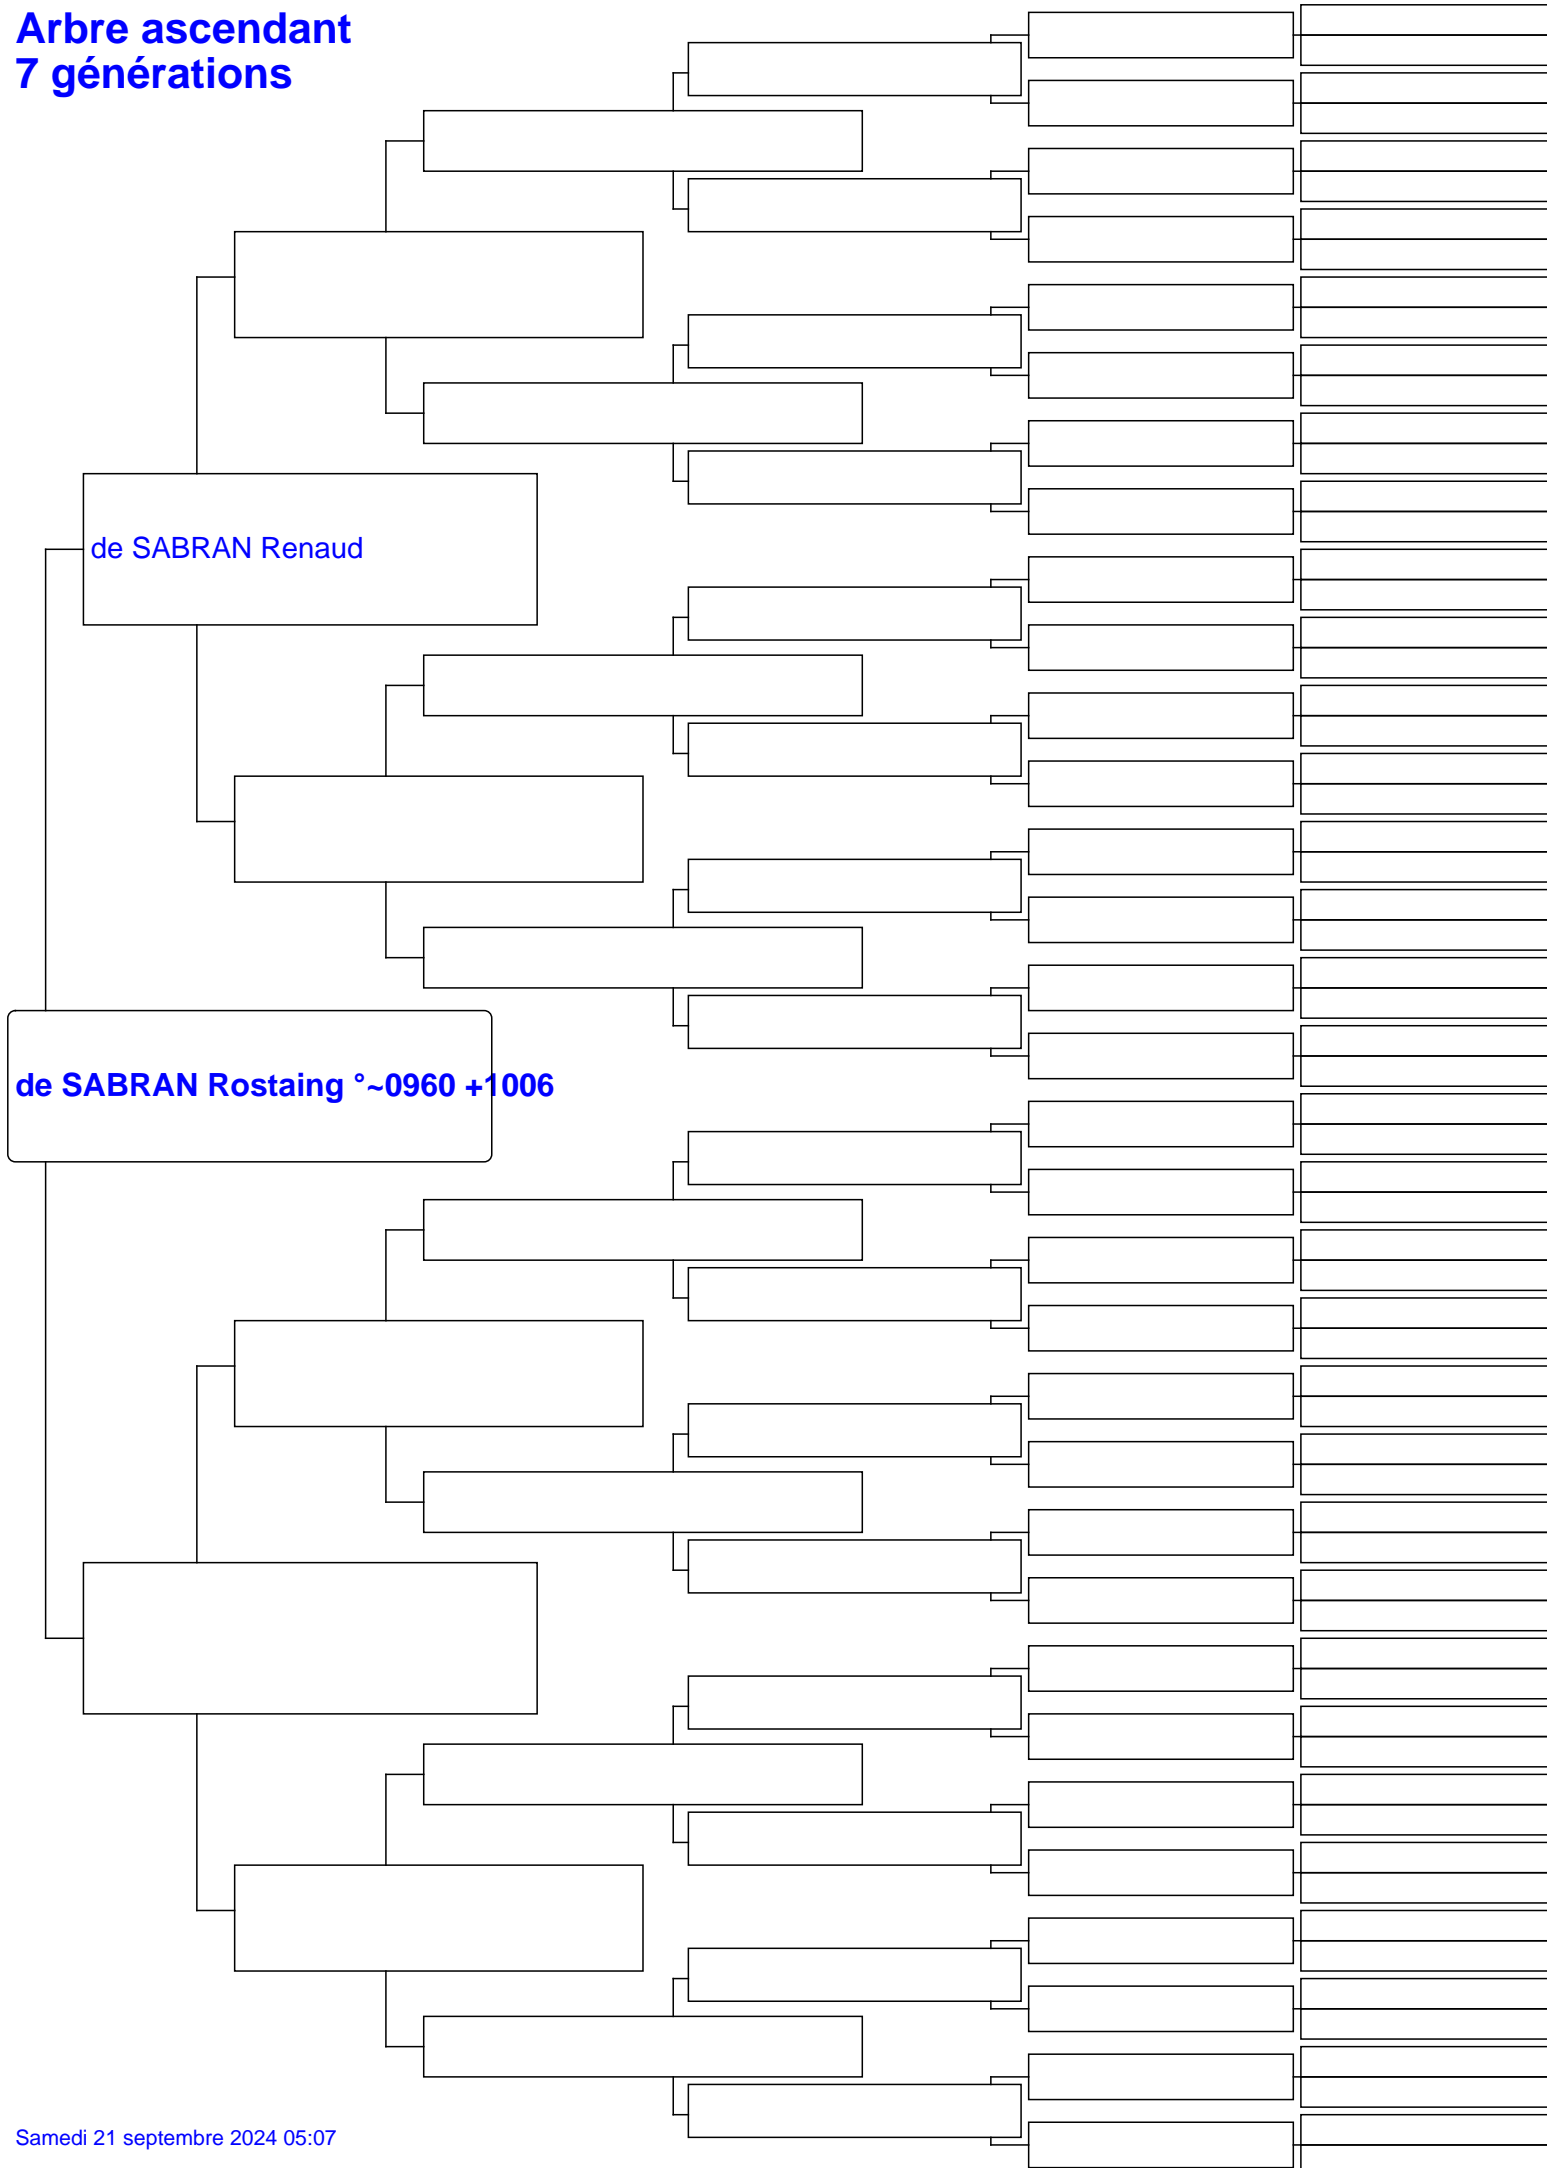 Arbre ascendant
7 générations
de SABRAN Renaud
de SABRAN Rostaing °~0960 +1006
Samedi 21 septembre 2024 05:07